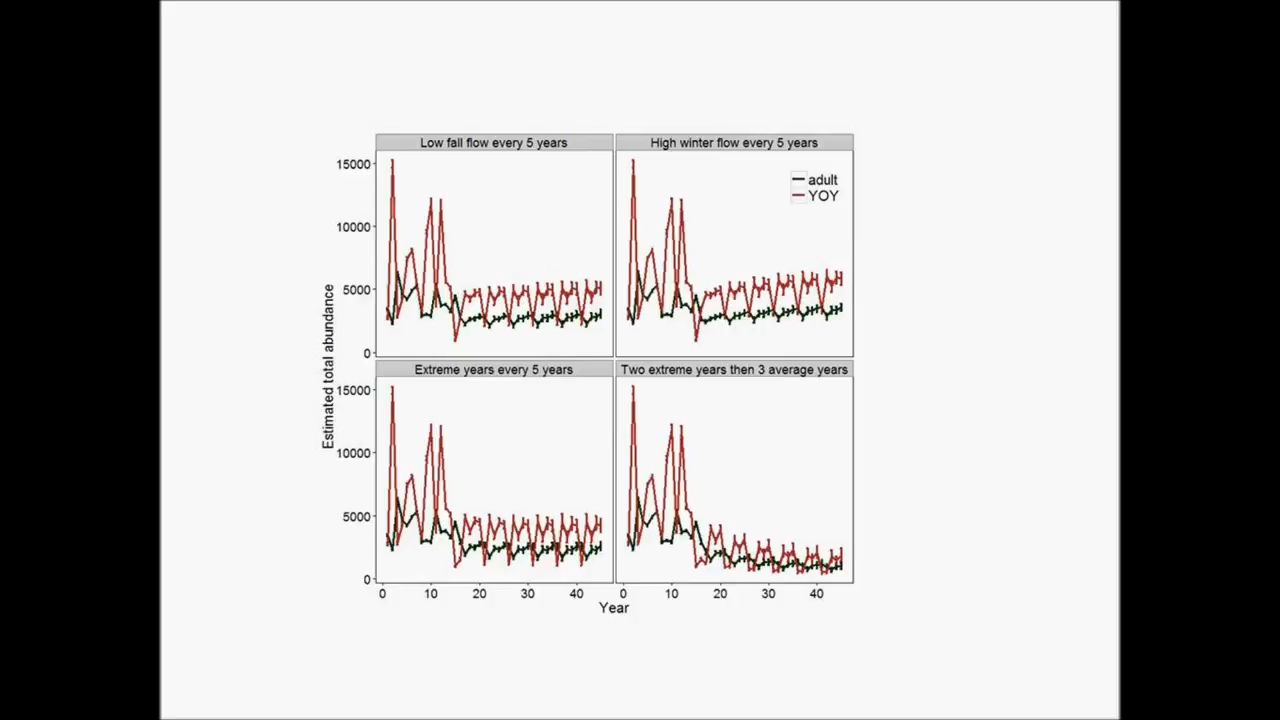 Low fall flow every 5 years
High winter flow every 5 years
15000
10000
5000
0
adult
YOY
Estimated total abundance
Extreme years every 5 years
Two extreme years then 3 average years
15000
10000
5000
0
0 10 20 30 40
0 10 20 30 40
Year